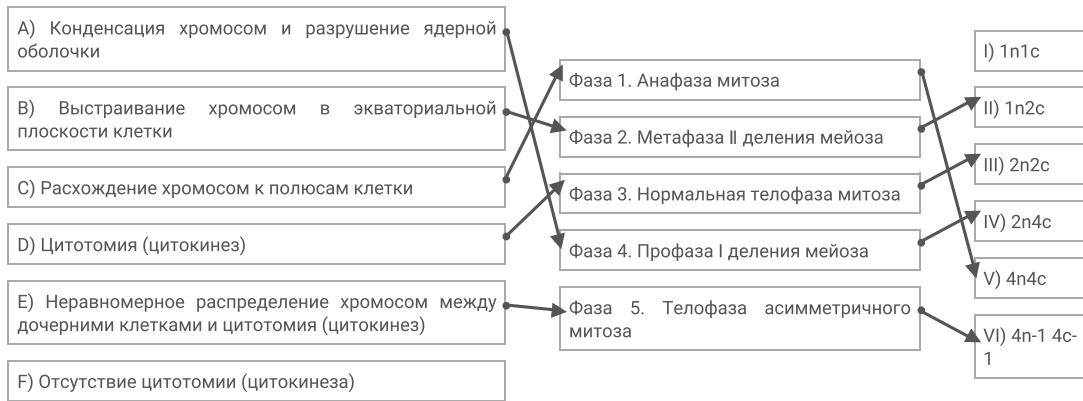 A) Конденсация хромосом и разрушение ядерной
оболочки
B) Выстраивание хромосом в экваториальной
плоскости клетки
C) Расхождение хромосом к полюсам клетки
D) Цитотомия (цитокинез)
E) Неравномерное распределение хромосом между
дочерними клетками и цитотомия (цитокинез)
F) Отсутствие цитотомии (цитокинеза)
Фаза 1. Анафаза митоза
Фаза 2. Метафаза II деления мейоза
Фаза 3. Нормальная телофаза митоза
Фаза 4. Профаза I деления мейоза
Фаза 5. Телофаза асимметричного
митоза
I) 1n1c
II) 1n2c
III) 2n2c
IV) 2n4c
V) 4n4c
VI) 4n-1 4c-
1